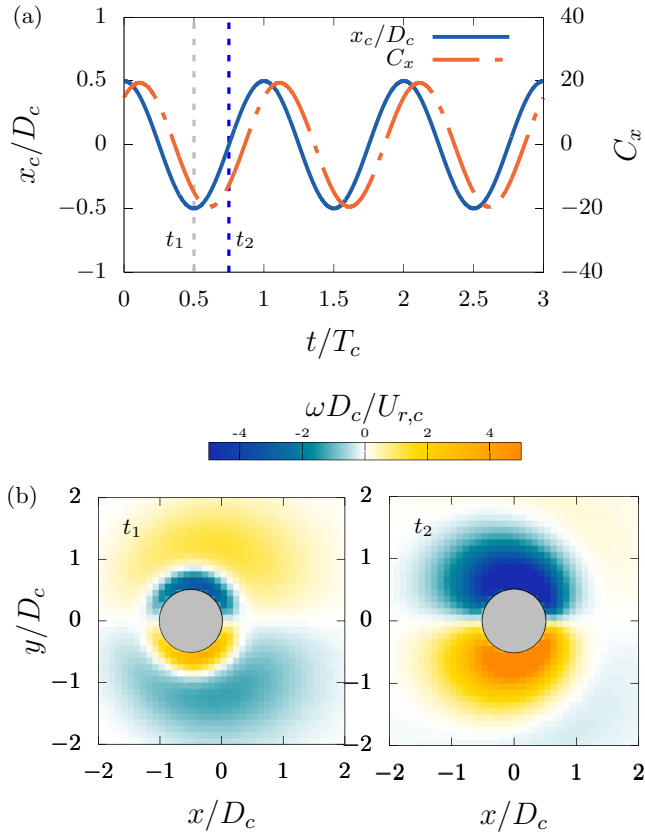 (a)
x_c/D_c
C_x
1
0.5
0
−0.5
−1
x_c/D_c
40
20
0
−20
−40
C_x
t_1
t_2
0 0.5 1 1.5 2 2.5 3
t/T_c
ωD_c/U_{r,c}
-4 -2 0 2 4
(b)
t_1
2
1
0
−1
−2
y/D_c
−2 −1 0 1 2
x/D_c
t_2
2
1
0
−1
−2
−2 −1 0 1 2
x/D_c